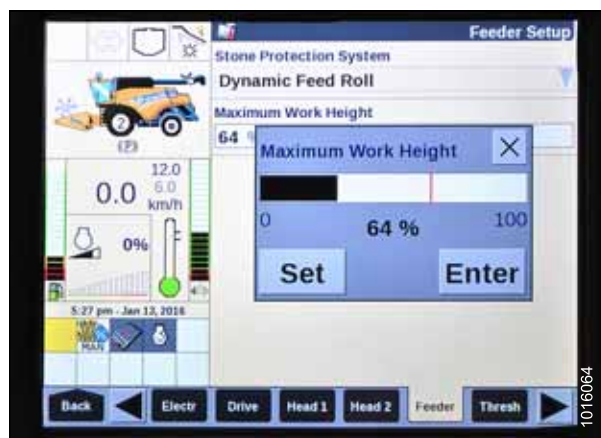 Feeder Setup
Stone Protection System
Dynamic Feed Roll
Maximum Work Height
64
Maximum Work Height
0
64 %
100
Set
Enter
2
(P)
12.0
6.0
0.0
km/h
0%
5:27 pm - Jan 13, 2016
MAN
Back
Electr
Drive
Head 1
Head 2
Feeder
Thresh
1016064